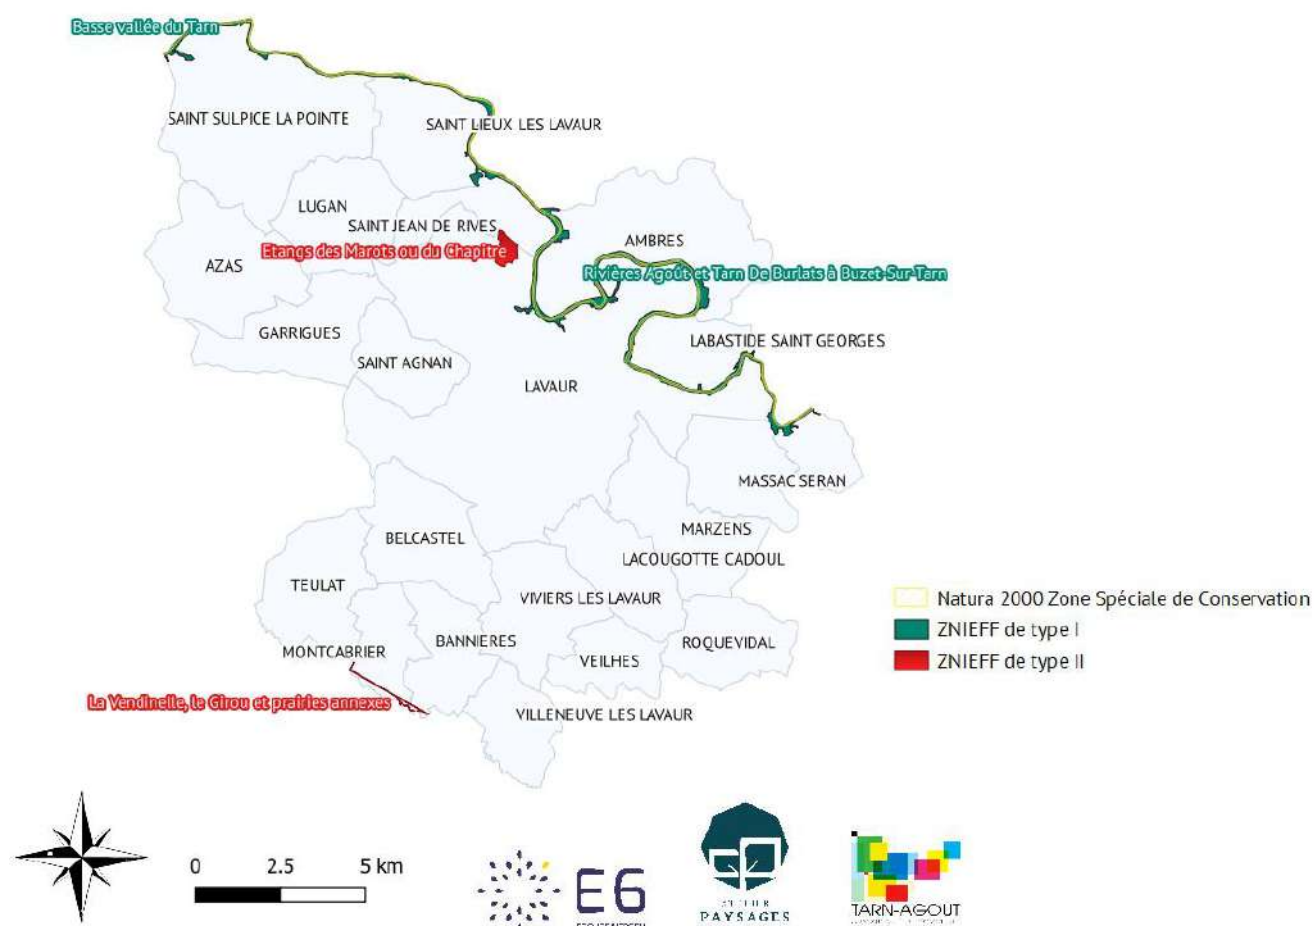 Basse vallée du Tarn
SAINT SULPICE LA POINTE
SAINT LIEUX LES LAVAUR
LUGAN
SAINT JEAN DE RIVES
AMBRES
Etangs des Marots ou du Chapitre
AZAS
Rivières Agoût et Tarn De Burlats à Buzet-Sur-Tarn
GARRIGUES
LABASTIDE SAINT GEORGES
SAINT AGNAN
LAVAUR
MASSAC SERAN
MARZENS
BELCASTEL
LACOUGOTTE CADOUL
TEULAT
VIVIERS LES LAVAUR
BANNIERES
ROQUEVIDAL
MONTCABRIER
VEILHES
La Vendinelle, le Girou et prairies annexes
VILLENEUVE LES LAVAUR
Natura 2000 Zone Spéciale de Conservation
ZNIEFF de type I
ZNIEFF de type II
0 2.5 5 km
E6
ATELIER
PAYSAGES
TARN-AGOUT